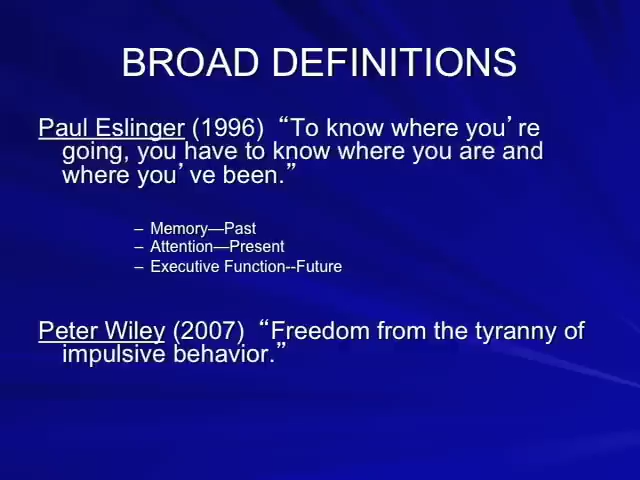 BROAD DEFINITIONS
Paul Eslinger (1996) “To know where you’re
going, you have to know where you are and
where you’ve been.”
– Memory—Past
– Attention—Present
– Executive Function--Future
Peter Wiley (2007) “Freedom from the tyranny of
impulsive behavior.”